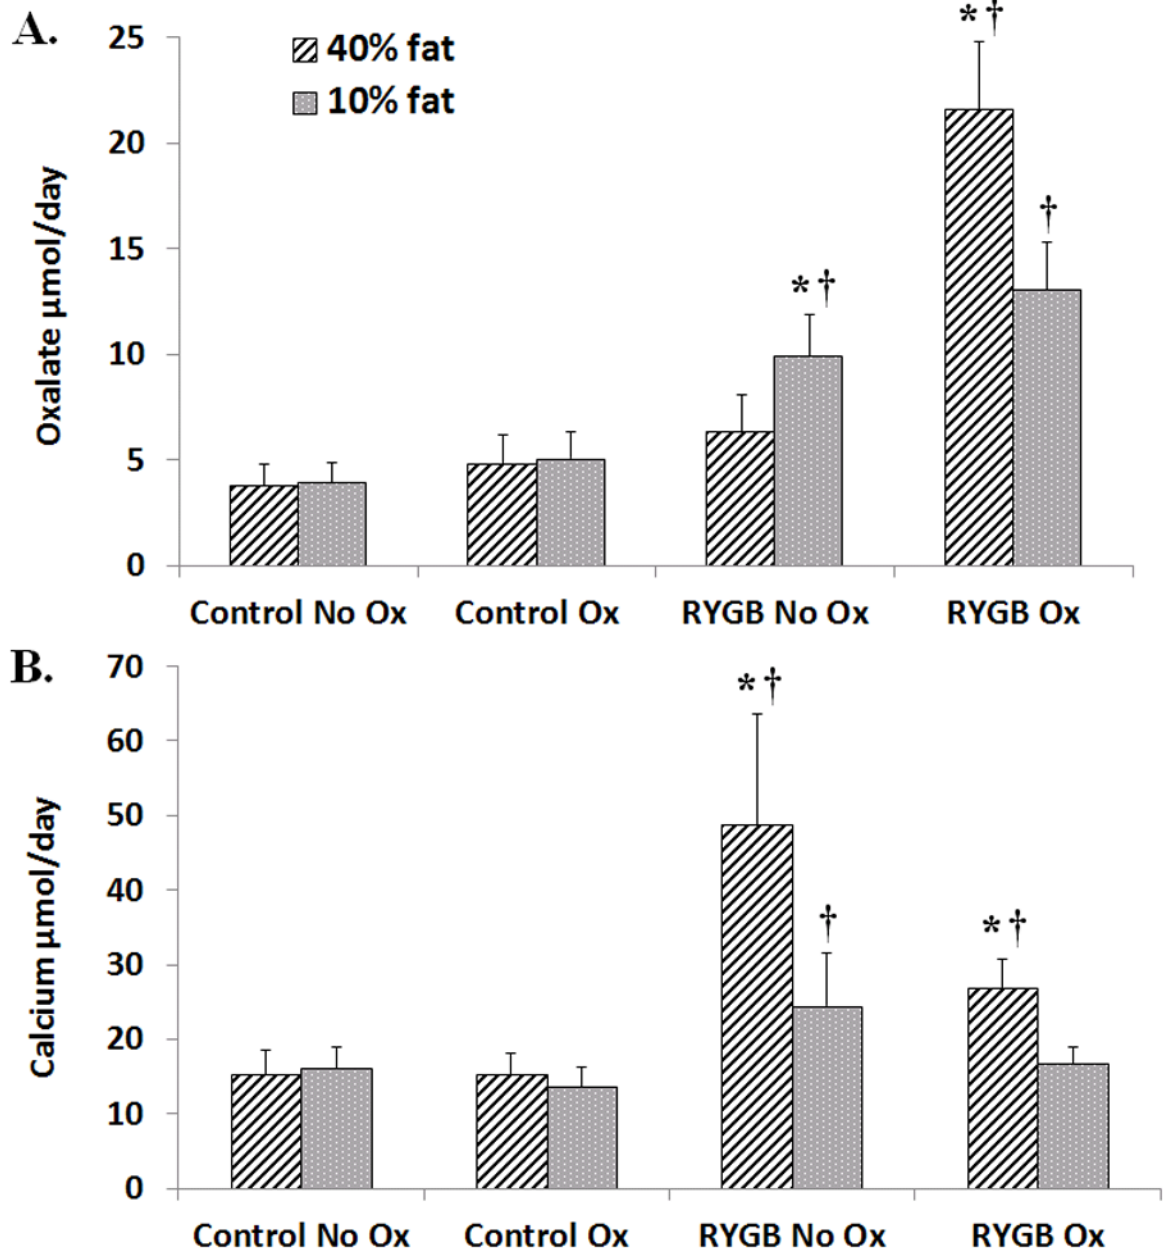 A.
* †
25
40% fat
10% fat
20
†
15
* †
10
5
0
Oxalate µmol/day
Control No Ox Control Ox RYGB No Ox RYGB Ox
B.
70
* †
60
50
40
†
* †
30
20
10
0
Calcium µmol/day
Control No Ox Control Ox RYGB No Ox RYGB Ox